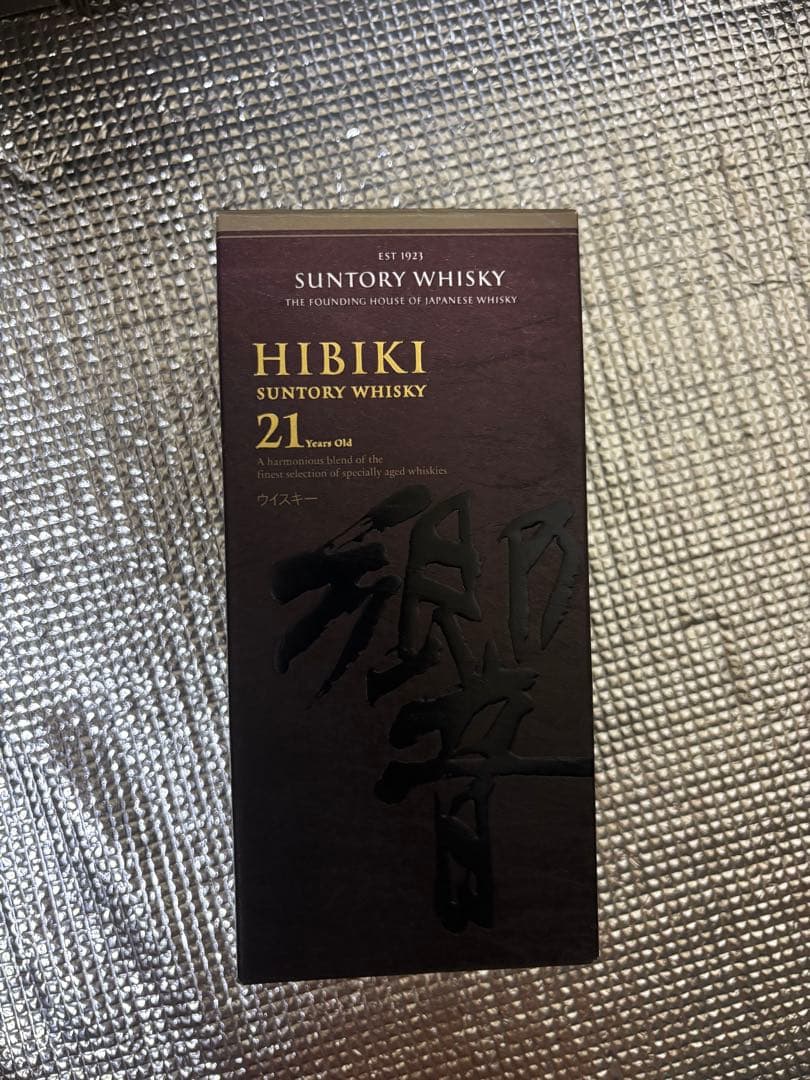 EST 1923
SUNTORY WHISKY
THE FOUNDING HOUSE OF JAPANESE WHISKY
HIBIKI
SUNTORY WHISKY
21 Years Old
A harmonious blend of the
finest selection of specially aged whiskies
ウイスキー
響